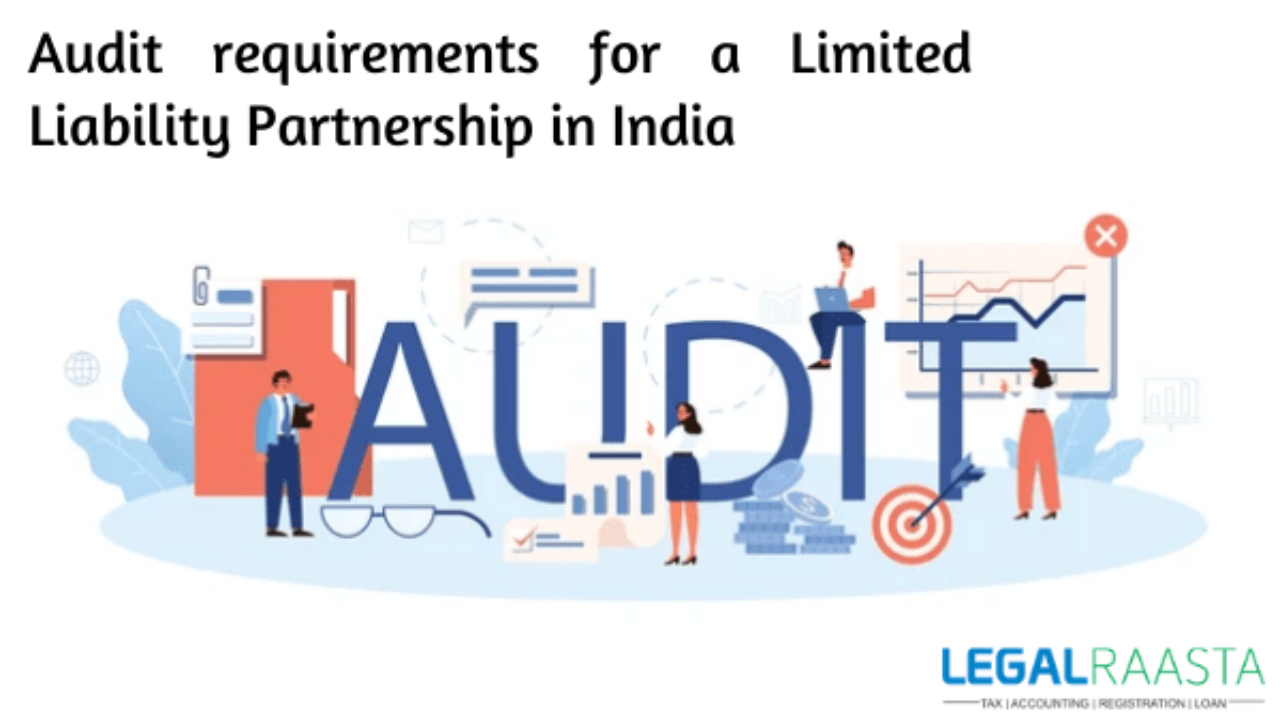 Audit requirements for a Limited
Liability Partnership in India
AUDIT
LEGALRAASTA
TAX | ACCOUNTING | REGISTRATION | LOAN